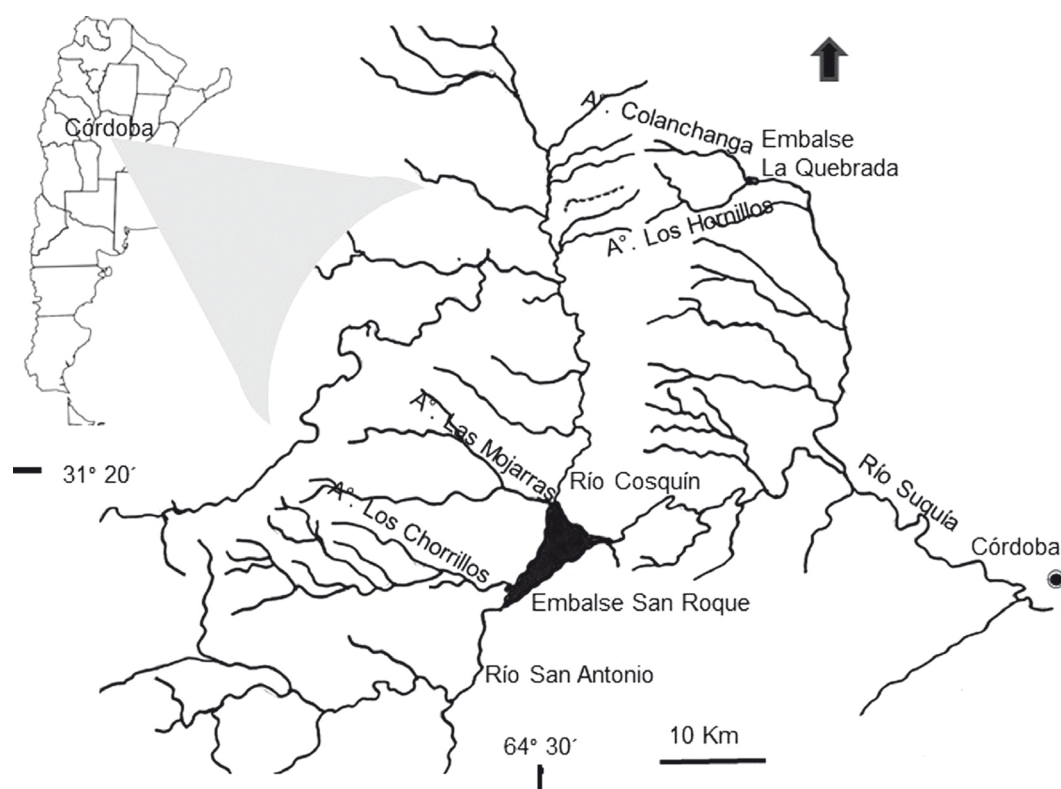 Córdoba
A°. Colanchanga
Embalse
La Quebrada
A°. Los Hornillos
A°. Las Mojarras
31° 20´
Río Cosquín
Río Suquía
A°. Los Chorrillos
Córdoba
Embalse San Roque
Río San Antonio
64° 30´
10 Km